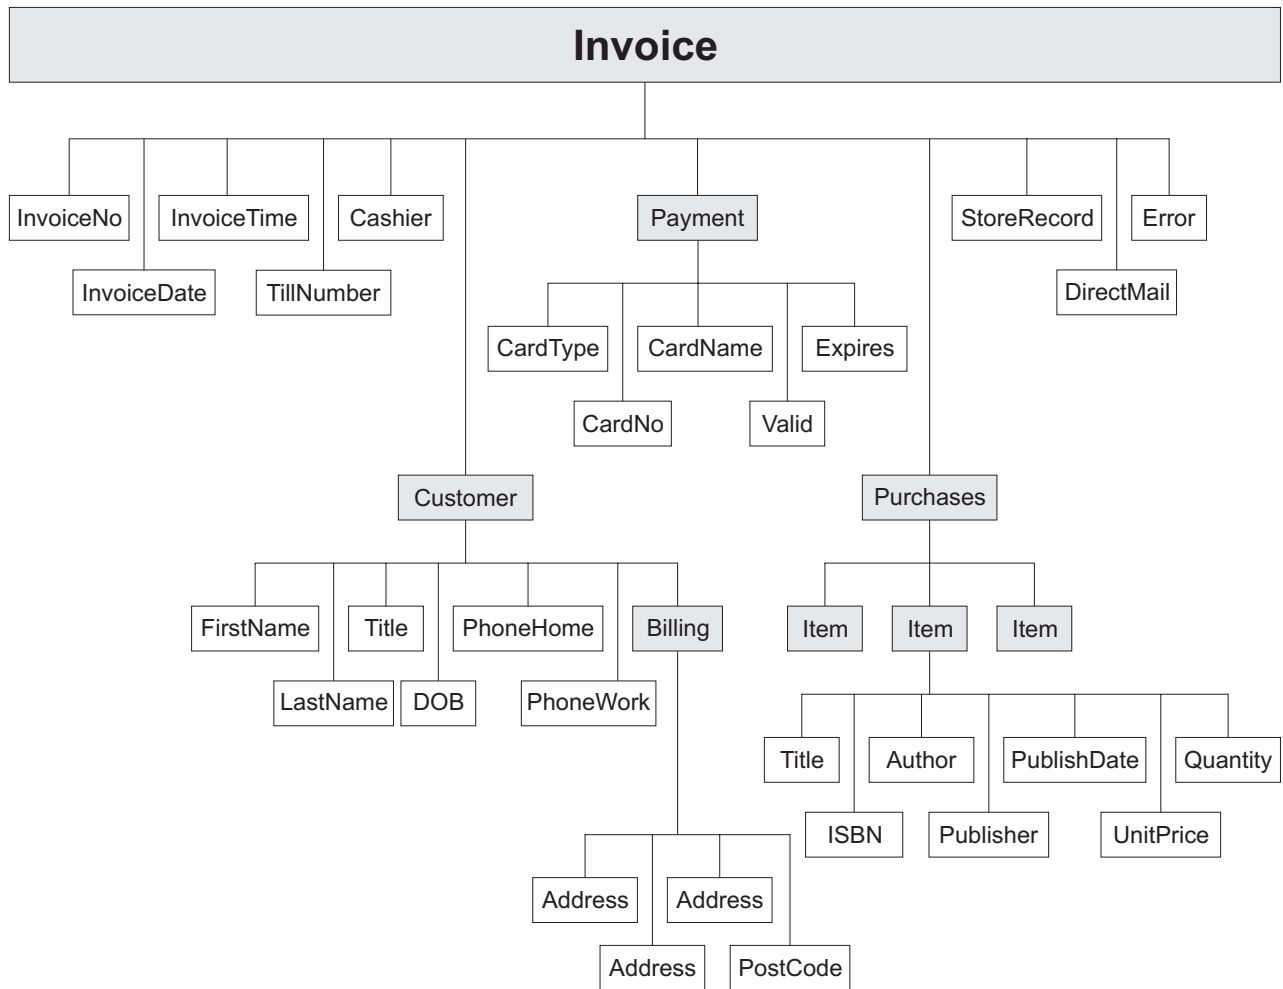 Invoice
InvoiceNo
InvoiceTime
Cashier
Payment
StoreRecord
Error
InvoiceDate
TillNumber
DirectMail
CardType
CardName
Expires
CardNo
Valid
Customer
Purchases
FirstName
Title
PhoneHome
Billing
Item
Item
Item
LastName
DOB
PhoneWork
Title
Author
PublishDate
Quantity
ISBN
Publisher
UnitPrice
Address
Address
Address
PostCode